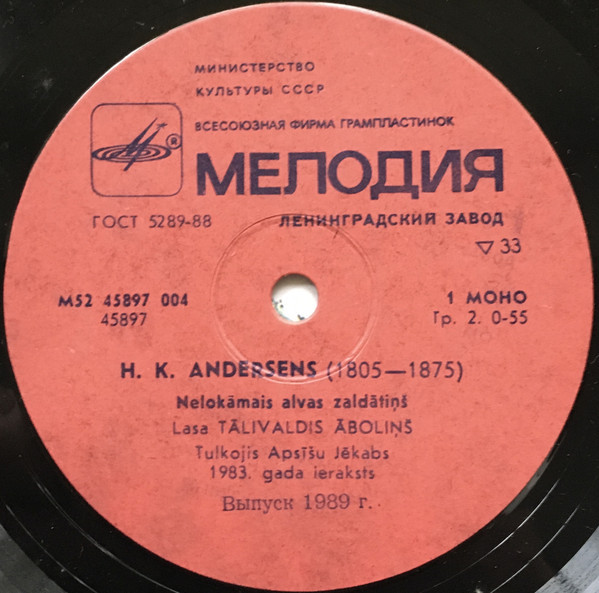 МИНИСТЕРСТВО
КУЛЬТУРЫ СССР
ВСЕСОЮЗНАЯ ФИРМА ГРАМПЛАСТИНОК
®
МЕЛОДИЯ
ГОСТ 5289-88 ЛЕНИНГРАДСКИЙ ЗАВОД
▽ 33
М52 45897 004 1 МОНО
45897 Гр. 2. 0-55
H. K. ANDERSENS (1805—1875)
Nelokāmais alvas zaldātiņš
Lasa TĀLIVALDIS ĀBOLIŅŠ
Tulkojis Apsīšu Jēkabs
1983. gada ieraksts
Выпуск 1989 г.